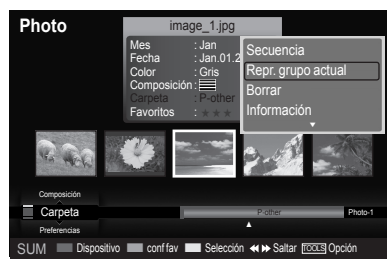 Photo
image_1.jpg
Mes : Jan
Fecha : Jan.01.2
Color : Gris
Composición :
Carpeta : P-other
Favoritos : ★ ★ ★
Secuencia
Repr. grupo actual
Borrar
Información
Composición
Carpeta
Preferencias
P-other
Photo-1
SUM Dispositivo conf fav Selección Saltar TOOLS Opción